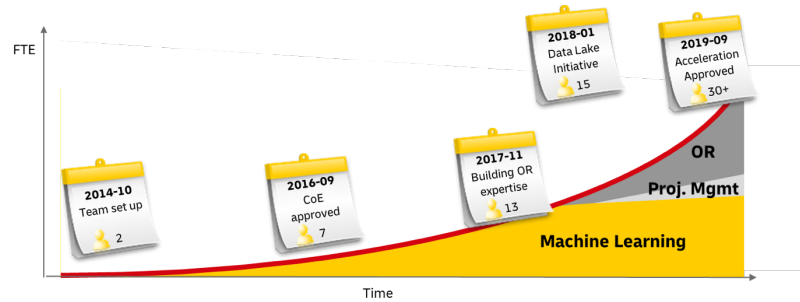 FTE
2014-10
Team set up
2
2016-09
CoE
approved
7
2017-11
Building OR
expertise
13
2018-01
Data Lake
Initiative
15
2019-09
Acceleration
Approved
30+
OR
Proj. Mgmt
Machine Learning
Time